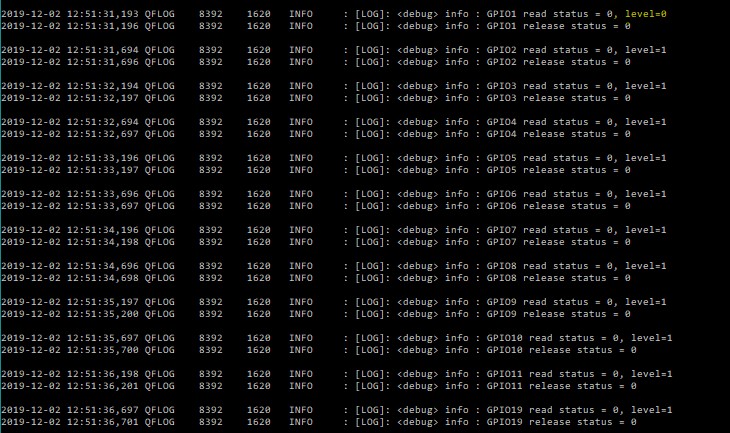 2019-12-02 12:51:31,193 QFLOG 8392 1620 INFO : [LOG]: <debug> info : GPIO1 read status = 0, level=0
2019-12-02 12:51:31,196 QFLOG 8392 1620 INFO : [LOG]: <debug> info : GPIO1 release status = 0
2019-12-02 12:51:31,694 QFLOG 8392 1620 INFO : [LOG]: <debug> info : GPIO2 read status = 0, level=1
2019-12-02 12:51:31,696 QFLOG 8392 1620 INFO : [LOG]: <debug> info : GPIO2 release status = 0
2019-12-02 12:51:32,194 QFLOG 8392 1620 INFO : [LOG]: <debug> info : GPIO3 read status = 0, level=1
2019-12-02 12:51:32,197 QFLOG 8392 1620 INFO : [LOG]: <debug> info : GPIO3 release status = 0
2019-12-02 12:51:32,694 QFLOG 8392 1620 INFO : [LOG]: <debug> info : GPIO4 read status = 0, level=1
2019-12-02 12:51:32,697 QFLOG 8392 1620 INFO : [LOG]: <debug> info : GPIO4 release status = 0
2019-12-02 12:51:33,196 QFLOG 8392 1620 INFO : [LOG]: <debug> info : GPIO5 read status = 0, level=1
2019-12-02 12:51:33,197 QFLOG 8392 1620 INFO : [LOG]: <debug> info : GPIO5 release status = 0
2019-12-02 12:51:33,696 QFLOG 8392 1620 INFO : [LOG]: <debug> info : GPIO6 read status = 0, level=1
2019-12-02 12:51:33,697 QFLOG 8392 1620 INFO : [LOG]: <debug> info : GPIO6 release status = 0
2019-12-02 12:51:34,196 QFLOG 8392 1620 INFO : [LOG]: <debug> info : GPIO7 read status = 0, level=1
2019-12-02 12:51:34,198 QFLOG 8392 1620 INFO : [LOG]: <debug> info : GPIO7 release status = 0
2019-12-02 12:51:34,696 QFLOG 8392 1620 INFO : [LOG]: <debug> info : GPIO8 read status = 0, level=1
2019-12-02 12:51:34,698 QFLOG 8392 1620 INFO : [LOG]: <debug> info : GPIO8 release status = 0
2019-12-02 12:51:35,197 QFLOG 8392 1620 INFO : [LOG]: <debug> info : GPIO9 read status = 0, level=1
2019-12-02 12:51:35,200 QFLOG 8392 1620 INFO : [LOG]: <debug> info : GPIO9 release status = 0
2019-12-02 12:51:35,697 QFLOG 8392 1620 INFO : [LOG]: <debug> info : GPIO10 read status = 0, level=1
2019-12-02 12:51:35,700 QFLOG 8392 1620 INFO : [LOG]: <debug> info : GPIO10 release status = 0
2019-12-02 12:51:36,198 QFLOG 8392 1620 INFO : [LOG]: <debug> info : GPIO11 read status = 0, level=1
2019-12-02 12:51:36,201 QFLOG 8392 1620 INFO : [LOG]: <debug> info : GPIO11 release status = 0
2019-12-02 12:51:36,697 QFLOG 8392 1620 INFO : [LOG]: <debug> info : GPIO19 read status = 0, level=1
2019-12-02 12:51:36,701 QFLOG 8392 1620 INFO : [LOG]: <debug> info : GPIO19 release status = 0